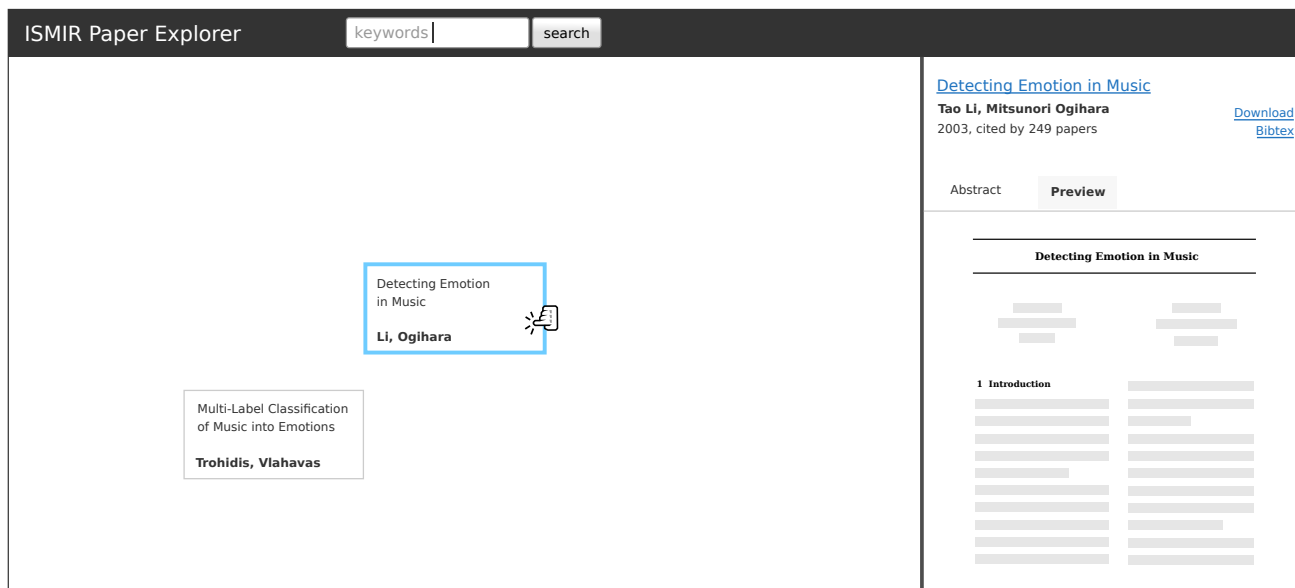 ISMIR Paper Explorer
keywords
search
Detecting Emotion in Music
Tao Li, Mitsunori Ogihara
2003, cited by 249 papers
Download
Bibtex
Abstract
Preview
Detecting Emotion in Music
1 Introduction
Detecting Emotion
in Music
Li, Ogihara
Multi-Label Classification
of Music into Emotions
Trohidis, Vlahavas